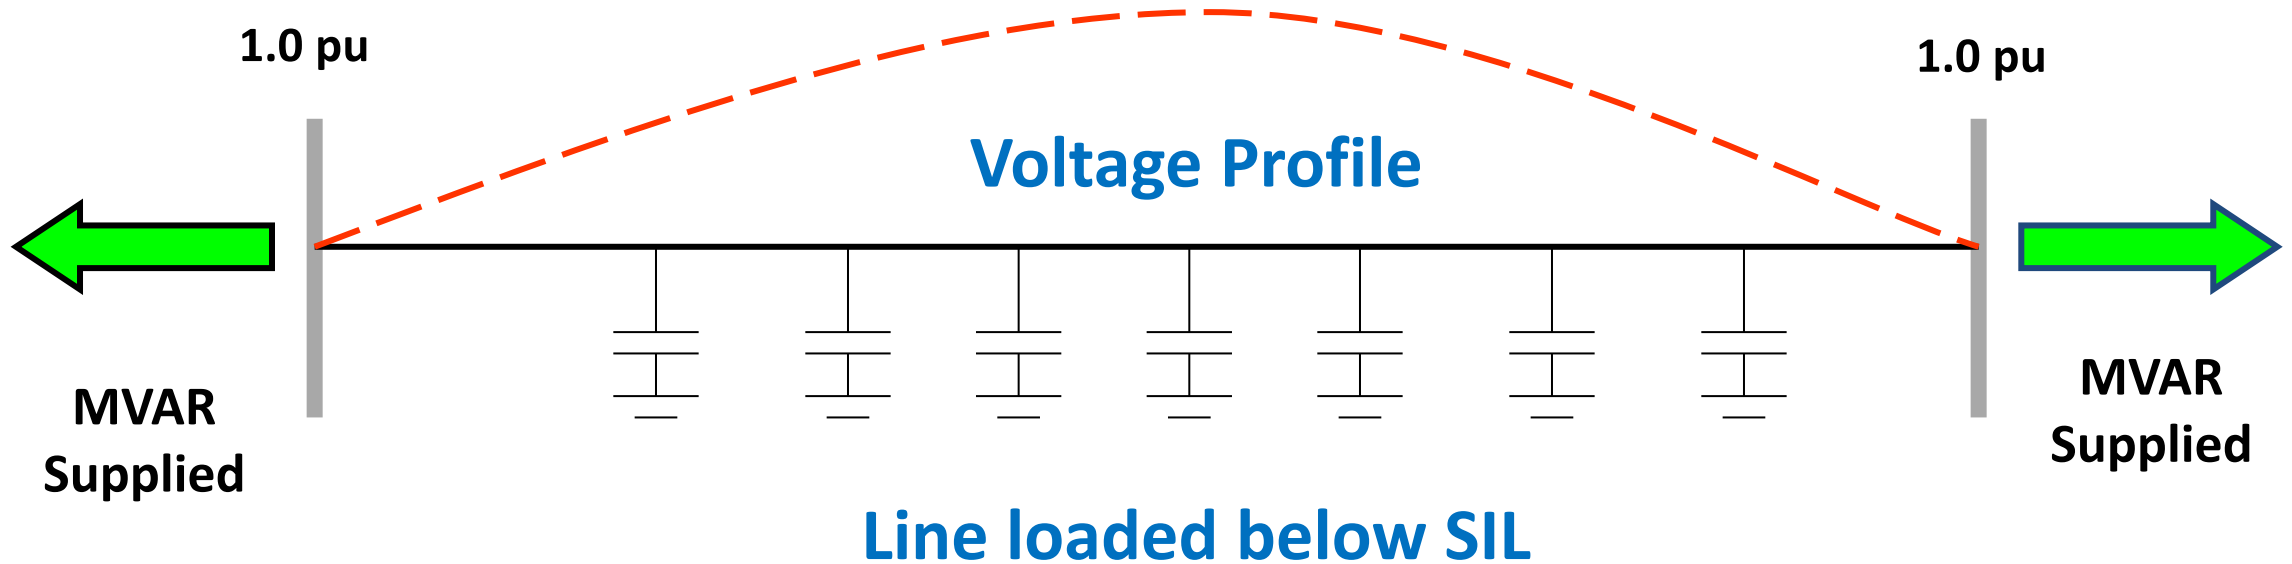 1.0 pu
1.0 pu
Voltage Profile
MVAR
Supplied
MVAR
Supplied
Line loaded below SIL